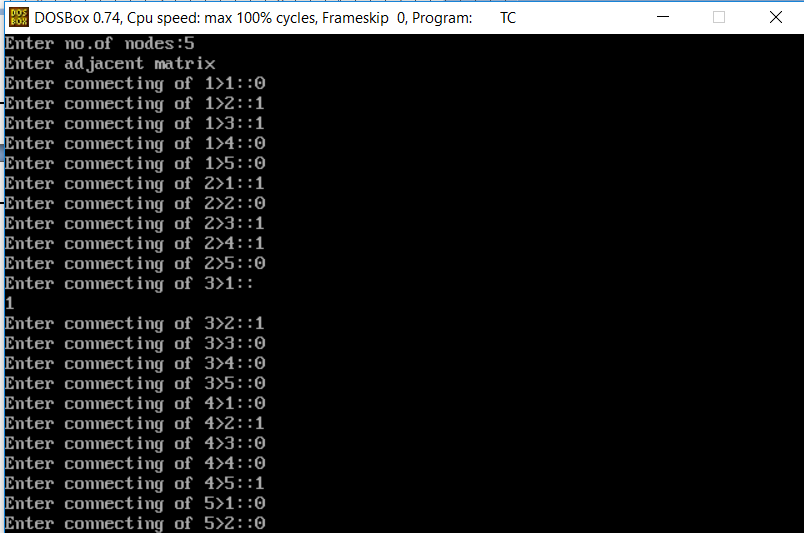 DOSBox 0.74, Cpu speed: max 100% cycles, Frameskip 0, Program: TC
Enter no.of nodes:5
Enter adjacent matrix
Enter connecting of 1>1::0
Enter connecting of 1>2::1
Enter connecting of 1>3::1
Enter connecting of 1>4::0
Enter connecting of 1>5::0
Enter connecting of 2>1::1
Enter connecting of 2>2::0
Enter connecting of 2>3::1
Enter connecting of 2>4::1
Enter connecting of 2>5::0
Enter connecting of 3>1::
1
Enter connecting of 3>2::1
Enter connecting of 3>3::0
Enter connecting of 3>4::0
Enter connecting of 3>5::0
Enter connecting of 4>1::0
Enter connecting of 4>2::1
Enter connecting of 4>3::0
Enter connecting of 4>4::0
Enter connecting of 4>5::1
Enter connecting of 5>1::0
Enter connecting of 5>2::0